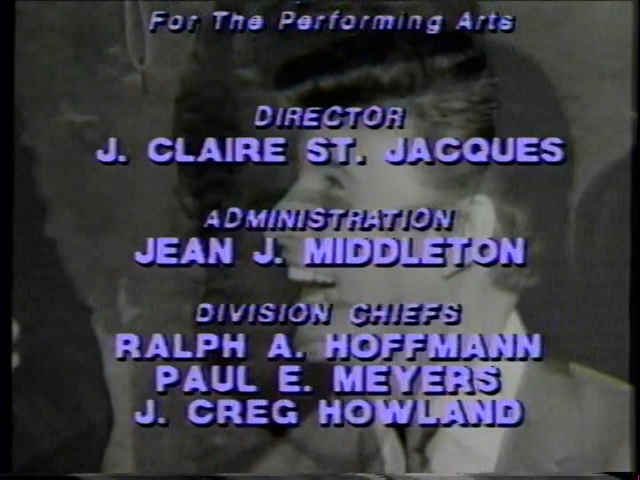 For The Performing Arts
DIRECTOR
J. CLAIRE ST. JACQUES
ADMINISTRATION
JEAN J. MIDDLETON
DIVISION CHIEFS
RALPH A. HOFFMANN
PAUL E. MEYERS
J. CREG HOWLAND